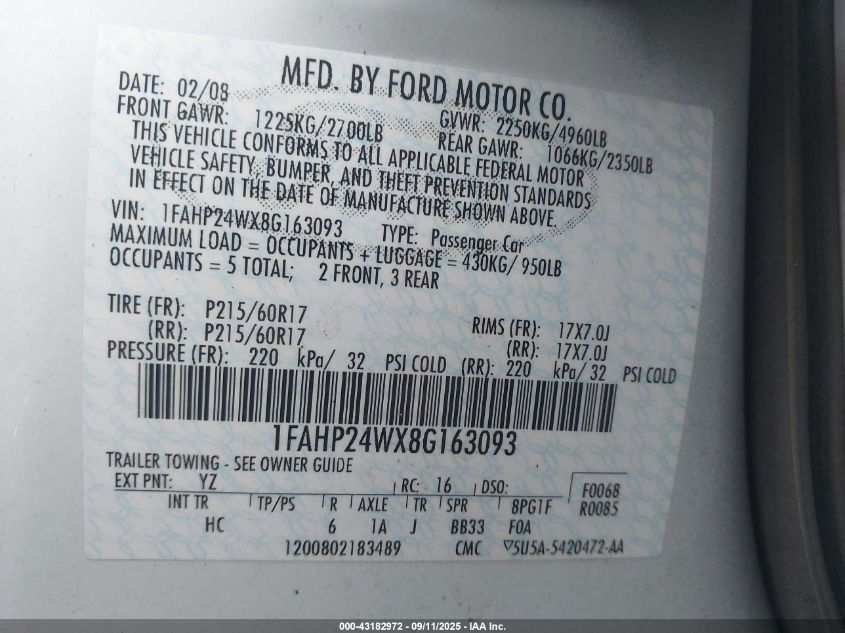 MFD. BY FORD MOTOR CO.
DATE: 02/08 GVWR: 2250KG/4960LB
FRONT GAWR: 1225KG/2700LB REAR GAWR: 1066KG/2350LB
THIS VEHICLE CONFORMS TO ALL APPLICABLE FEDERAL MOTOR
VEHICLE SAFETY, BUMPER, AND THEFT PREVENTION STANDARDS
IN EFFECT ON THE DATE OF MANUFACTURE SHOWN ABOVE.
VIN: 1FAHP24WX8G163093 TYPE: Passenger Car
MAXIMUM LOAD = OCCUPANTS + LUGGAGE = 430KG/ 950LB
OCCUPANTS = 5 TOTAL; 2 FRONT, 3 REAR
TIRE (FR): P215/60R17 RIMS (FR): 17X7.0J
(RR): P215/60R17 (RR): 17X7.0J
PRESSURE (FR): 220 kPa/ 32 PSI COLD (RR): 220 kPa/ 32 PSI COLD
1FAHP24WX8G163093
TRAILER TOWING - SEE OWNER GUIDE
EXT PNT: YZ RC: 16 DSO: F0068
INT TR TP/PS R AXLE TR SPR 8PG1F R0085
HC 6 1A J BB33 F0A
1200802183489 CMC ▽5U5A-5420472-AA
000-43182972 - 09/11/2025 - IAA Inc.